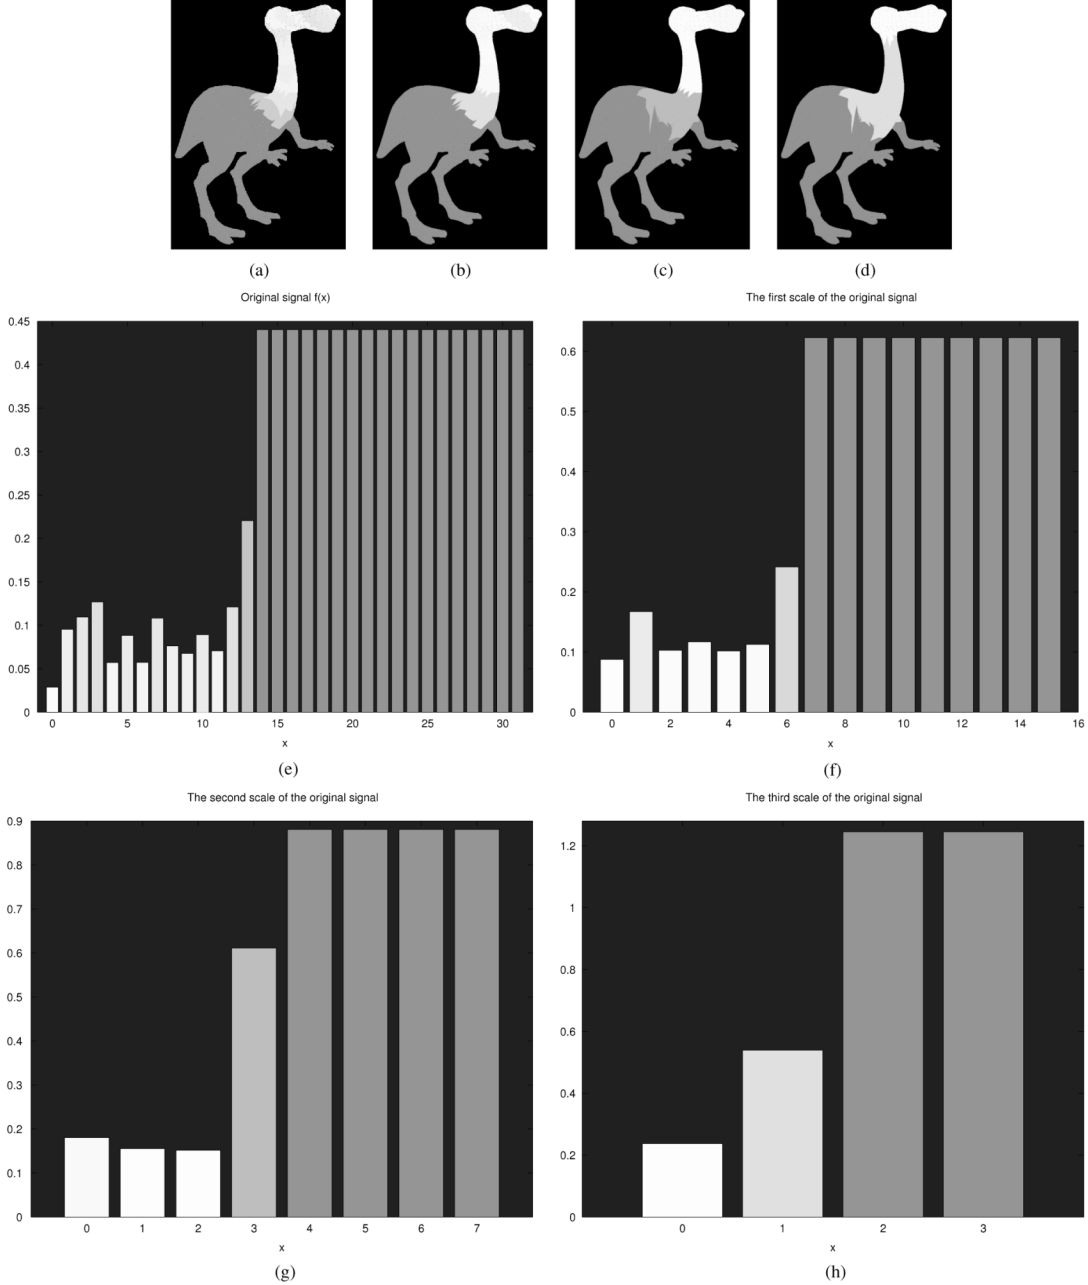 (a) (b) (c) (d)
Original signal f(x)
0.45
0.4
0.35
0.3
0.25
0.2
0.15
0.1
0.05
0
0 5 10 15 20 25 30
x
(e)
The first scale of the original signal
0.6
0.5
0.4
0.3
0.2
0.1
0
0 2 4 6 8 10 12 14 16
x
(f)
The second scale of the original signal
0.9
0.8
0.7
0.6
0.5
0.4
0.3
0.2
0.1
0
0 1 2 3 4 5 6 7
x
(g)
The third scale of the original signal
1.2
1
0.8
0.6
0.4
0.2
0
0 1 2 3
x
(h)